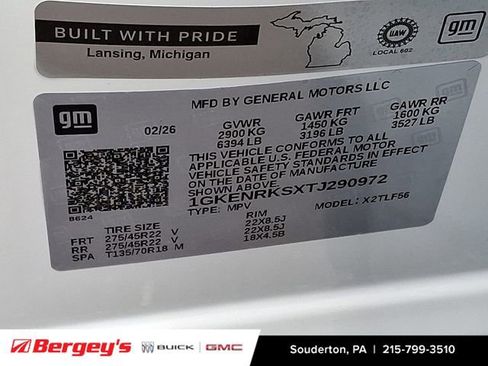 BUILT WITH PRIDE
Lansing, Michigan
UAW
LOCAL 602
gm
gm
MFD BY GENERAL MOTORS LLC
02/26
GVWR GAWR FRT GAWR RR
2900 KG 1450 KG 1600 KG
6394 LB 3196 LB 3527 LB
THIS VEHICLE CONFORMS TO ALL
APPLICABLE U.S. FEDERAL MOTOR
VEHICLE SAFETY STANDARDS IN
EFFECT ON THE DATE OF MANUFACTURE
SHOWN ABOVE.
1GKENRKSXTJ290972
TYPE: MPV MODEL: X2TLF56
8624
TIRE SIZE RIM
FRT 275/45R22 V 22X8.5J
RR 275/45R22 V 22X8.5J
SPA T135/70R18 M 18X4.5B
Bergey's BUICK GMC Souderton, PA | 215-799-3510